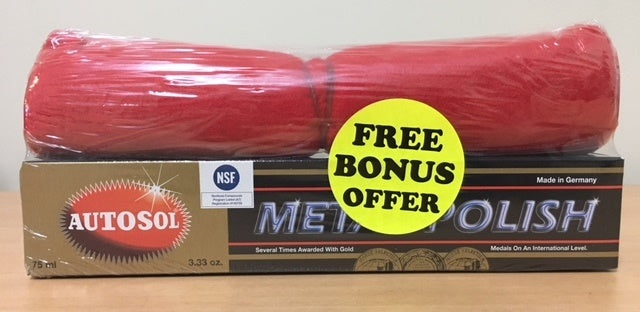 FREE
BONUS
OFFER
NSF
Made in Germany
AUTOSOL
POLISH
Several Times Awarded With Gold
Medals On An International Level.
75 ml
3.33 oz.